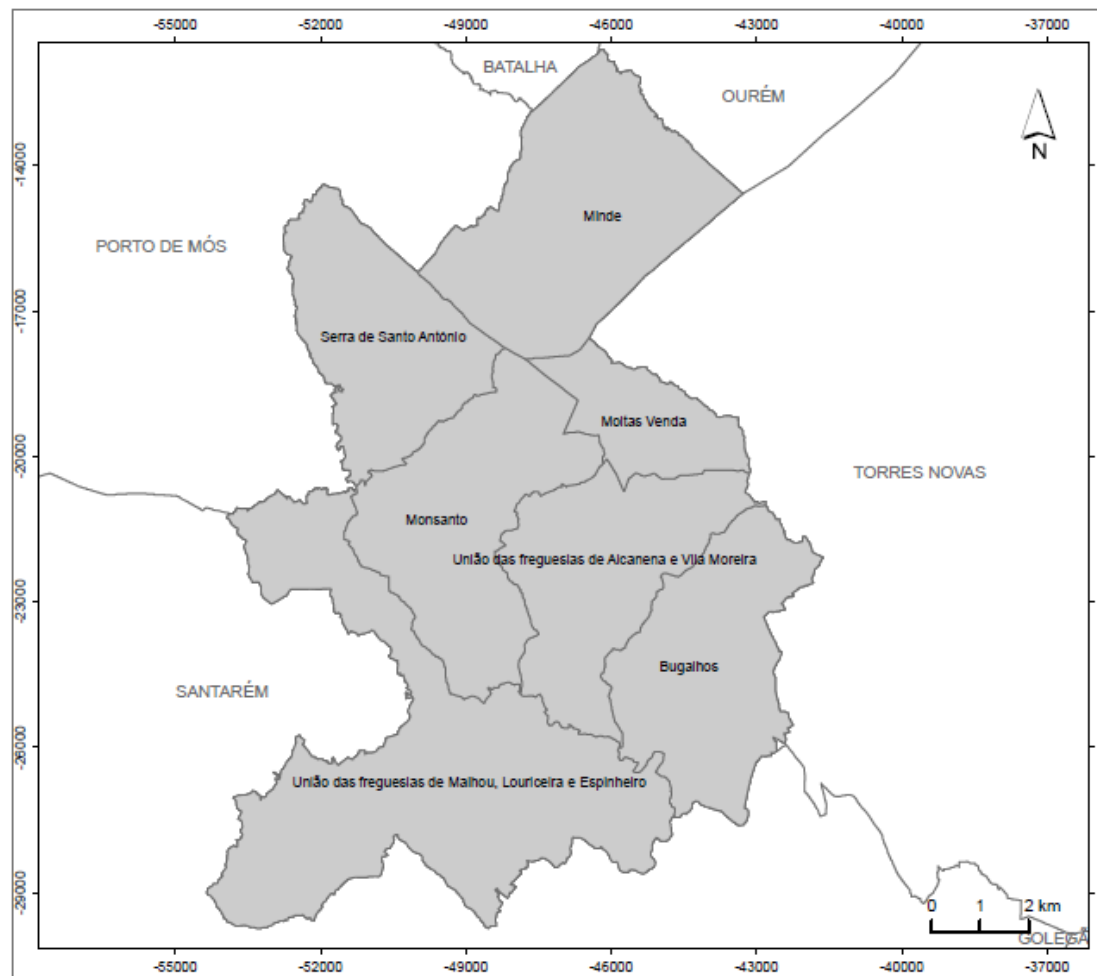 -55000 -52000 -49000 -46000 -43000 -40000 -37000
BATALHA
OURÉM
N
-14000
Minde
PORTO DE MÓS
-17000
Serra de Santo António
Moitas Venda
-20000
TORRES NOVAS
Monsanto
União das freguesias de Alcanena e Vila Moreira
-23000
Bugalhos
SANTARÉM
-26000
União das freguesias de Malhou, Louriceira e Espinheiro
-29000
0 1 2 km
GOLEGÃ
-55000 -52000 -49000 -46000 -43000 -40000 -37000